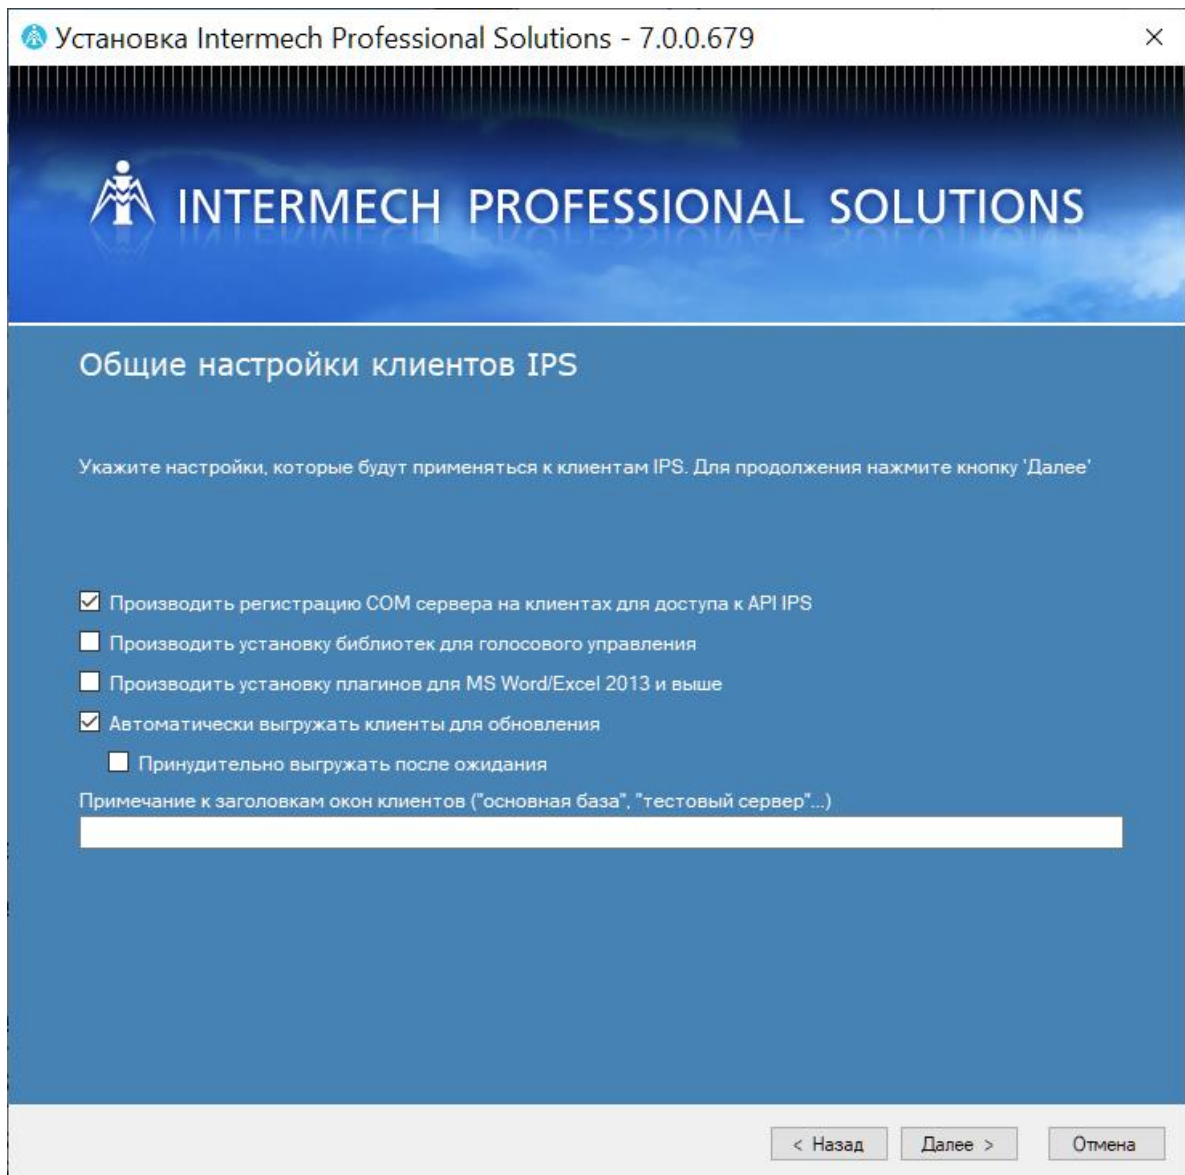 Установка Intermech Professional Solutions - 7.0.0.679
INTERMECH PROFESSIONAL SOLUTIONS
Общие настройки клиентов IPS
Укажите настройки, которые будут применяться к клиентам IPS. Для продолжения нажмите кнопку 'Далее'
Производить регистрацию COM сервера на клиентах для доступа к API IPS
Производить установку библиотек для голосового управления
Производить установку плагинов для MS Word/Excel 2013 и выше
Автоматически выгружать клиенты для обновления
Принудительно выгружать после ожидания
Примечание к заголовкам окон клиентов ("основная база", "тестовый сервер"...)
< Назад Далее > Отмена